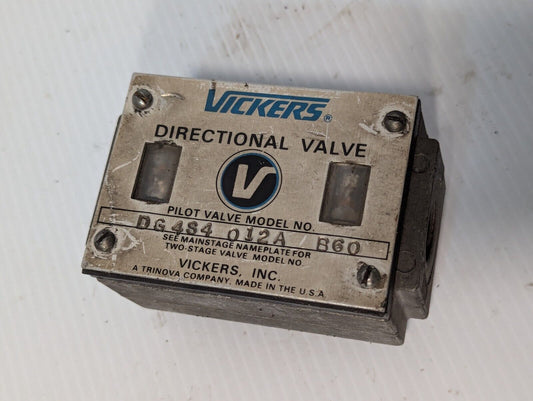 VICKERS®
DIRECTIONAL VALVE
V
PILOT VALVE MODEL NO.
DG4S4 012A B60
SEE MAINSTAGE NAMEPLATE FOR
TWO-STAGE VALVE MODEL NO.
VICKERS, INC.
A TRINOVA COMPANY. MADE IN THE U.S.A